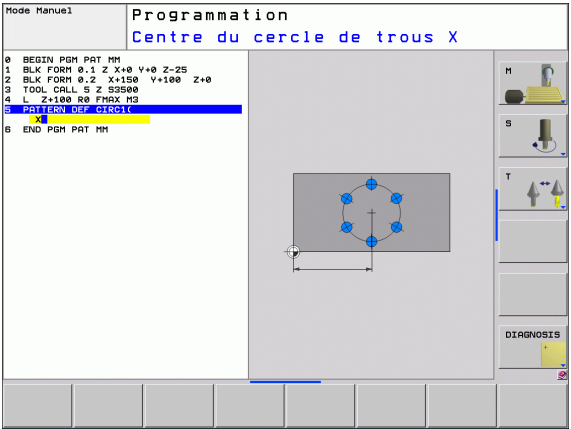 Mode Manuel
Programmation
Centre du cercle de trous X
0 BEGIN PGM PAT MM
1 BLK FORM 0.1 Z X+0 Y+0 Z-25
2 BLK FORM 0.2 X+150 Y+100 Z+0
3 TOOL CALL 5 Z S3500
4 L Z+100 R0 FMAX M3
5 PATTERN DEF CIRC1(
X
6 END PGM PAT MM
M
S
T
DIAGNOSIS